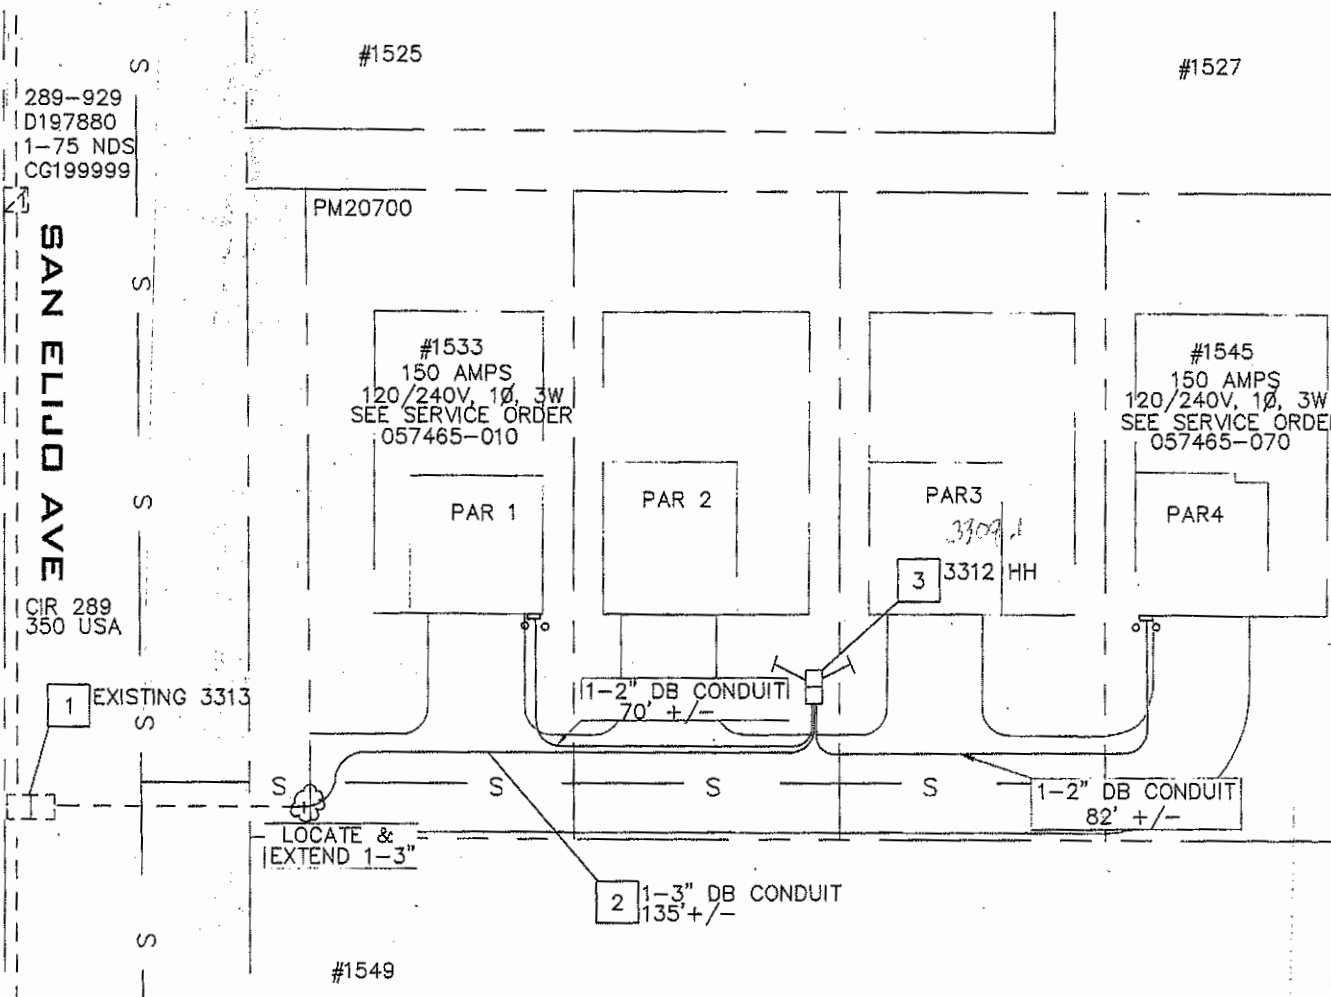 #1525
#1527
S
289-929
D197880
1-75 NDS
CG199999
PM20700
SAN ELIJO AVE
S
#1533
150 AMPS
120/240V, 1Ø, 3W
SEE SERVICE ORDER
057465-010
#1545
150 AMPS
120/240V, 1Ø, 3W
SEE SERVICE ORDE
057465-070
S
PAR 1
PAR 2
PAR3
PAR4
3
3312 HH
CIR 289
350 USA
1
EXISTING 3313
S
1-2" DB CONDUIT
70' +/-
S
S
S
S
1-2" DB CONDUIT
82' +/-
LOCATE &
EXTEND 1-3"
2
1-3" DB CONDUIT
135'+/-
S
#1549